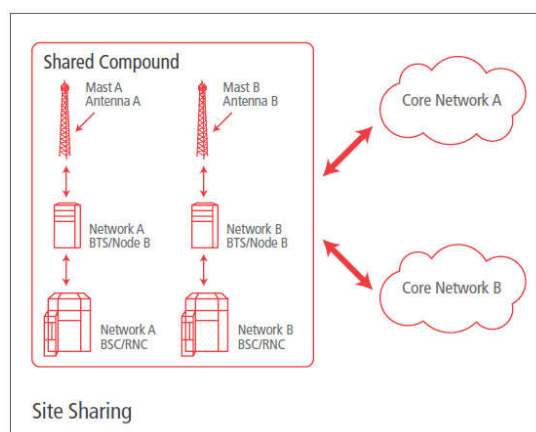 Shared Compound
Mast A
Antenna A
Mast B
Antenna B
Core Network A
Network A
BTS/Node B
Network B
BTS/Node B
Core Network B
Network A
BSC/RNC
Network B
BSC/RNC
Site Sharing